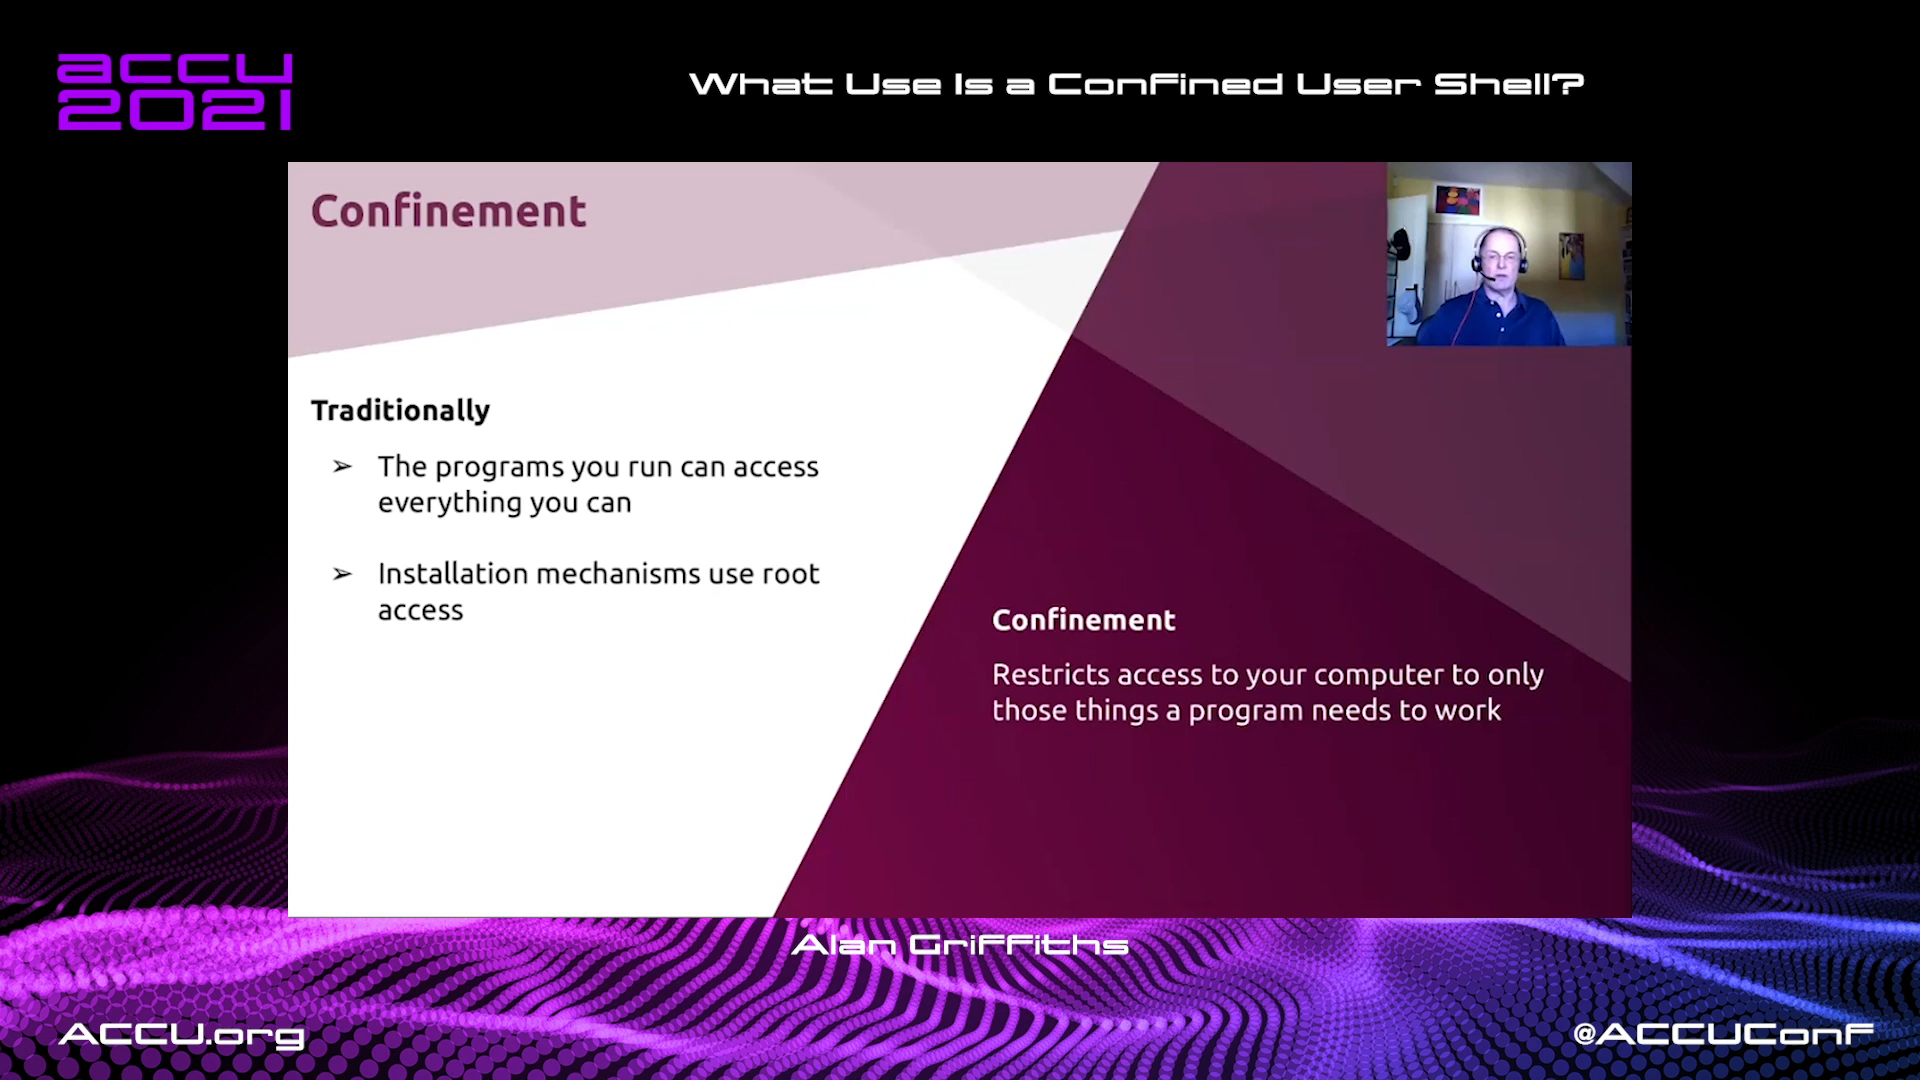 accu
2021
What Use Is a Confined User Shell?
Confinement
Traditionally
➢ The programs you run can access
everything you can
➢ Installation mechanisms use root
access
Confinement
Restricts access to your computer to only
those things a program needs to work
Alan Griffiths
ACCU.org
@ACCUConf